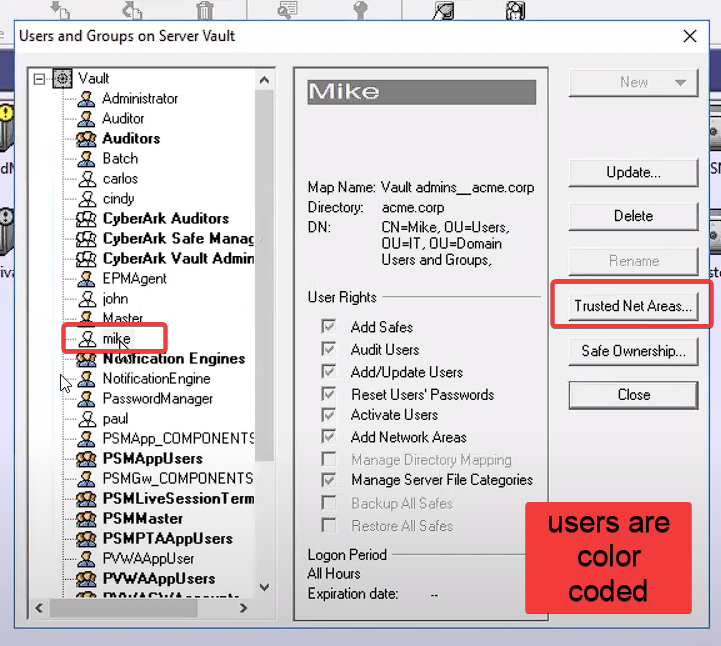 Users and Groups on Server Vault
Vault
Administrator
Auditor
Auditors
Batch
carlos
cindy
CyberArk Auditors
CyberArk Safe Manag
CyberArk Vault Admin
EPMAgent
john
Master
mike
Notification Engines
NotificationEngine
PasswordManager
paul
PSMApp_COMPONENTS
PSMAppUsers
PSMGw_COMPONENTS
PSMLiveSessionTerm
PSMMaster
PSMPTAAppUsers
PVWAAppUser
PVWAAppUsers
Mike
Map Name: Vault admins__acme.corp
Directory: acme.corp
DN: CN=Mike, OU=Users,
OU=IT, OU=Domain
Users and Groups,
User Rights
Add Safes
Audit Users
Add/Update Users
Reset Users' Passwords
Activate Users
Add Network Areas
Manage Directory Mapping
Manage Server File Categories
Backup All Safes
Restore All Safes
Logon Period
All Hours
Expiration date: --
New
Update...
Delete
Rename
Trusted Net Areas...
Safe Ownership...
Close
users are
color
coded